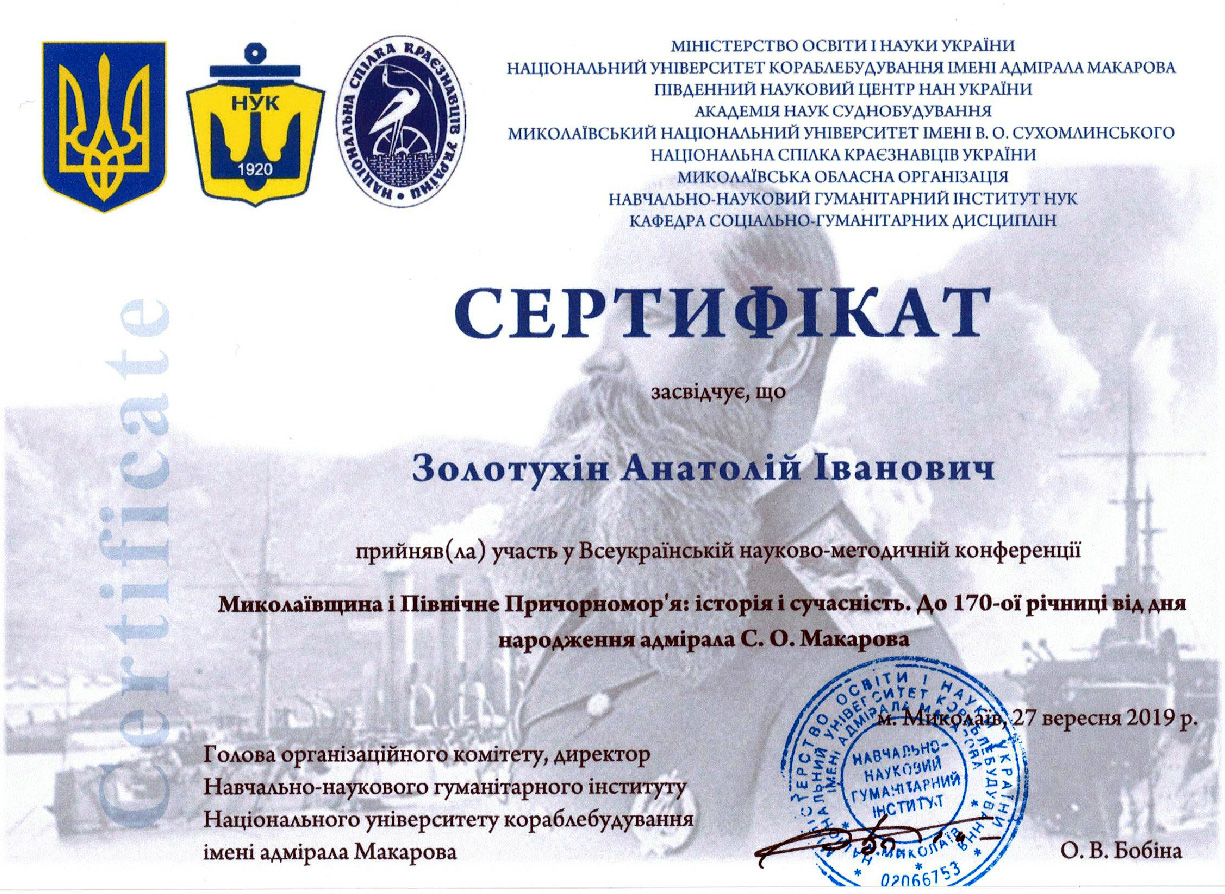 МІНІСТЕРСТВО ОСВІТИ І НАУКИ УКРАЇНИ
НАЦІОНАЛЬНИЙ УНІВЕРСИТЕТ КОРАБЛЕБУДУВАННЯ ІМЕНІ АДМІРАЛА МАКАРОВА
ПІВДЕННИЙ НАУКОВИЙ ЦЕНТР НАН УКРАЇНИ
АКАДЕМІЯ НАУК СУДНОБУДУВАННЯ
МИКОЛАЇВСЬКИЙ НАЦІОНАЛЬНИЙ УНІВЕРСИТЕТ ІМЕНІ В. О. СУХОМЛИНСЬКОГО
НАЦІОНАЛЬНА СПІЛКА КРАЄЗНАВЦІВ УКРАЇНИ
МИКОЛАЇВСЬКА ОБЛАСНА ОРГАНІЗАЦІЯ
НАВЧАЛЬНО-НАУКОВИЙ ГУМАНІТАРНИЙ ІНСТИТУТ НУК
КАФЕДРА СОЦІАЛЬНО-ГУМАНІТАРНИХ ДИСЦИПЛІН
НУК
1920
НАЦІОНАЛЬНА СПІЛКА КРАЄЗНАВЦІВ УКРАЇНИ
Certificate
СЕРТИФІКАТ
засвідчує, що
Золотухін Анатолій Іванович
прийняв(ла) участь у Всеукраїнській науково-методичній конференції
Миколаївщина і Північне Причорномор'я: історія і сучасність. До 170-ої річниці від дня
народження адмірала С. О. Макарова
м. Миколаїв, 27 вересня 2019 р.
Голова організаційного комітету, директор
Навчально-наукового гуманітарного інституту
Національного університету кораблебудування
імені адмірала Макарова
О. В. Бобіна
МІНІСТЕРСТВО ОСВІТИ І НАУКИ УКРАЇНИ
НАЦІОНАЛЬНИЙ УНІВЕРСИТЕТ КОРАБЛЕБУДУВАННЯ
ІМЕНІ АДМІРАЛА МАКАРОВА
НАВЧАЛЬНО-
НАУКОВИЙ
ГУМАНІТАРНИЙ
ІНСТИТУТ
М.МИКОЛАЇВ
02066753